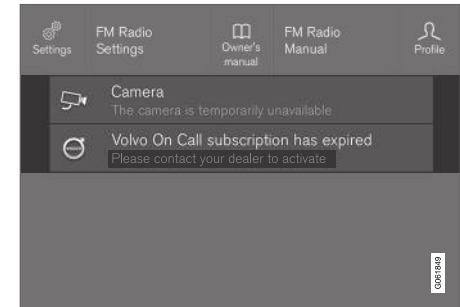 Settings
FM Radio
Settings
Owner's
manual
FM Radio
Manual
Profile
Camera
The camera is temporarily unavailable
Volvo On Call subscription has expired
Please contact your dealer to activate
G061849